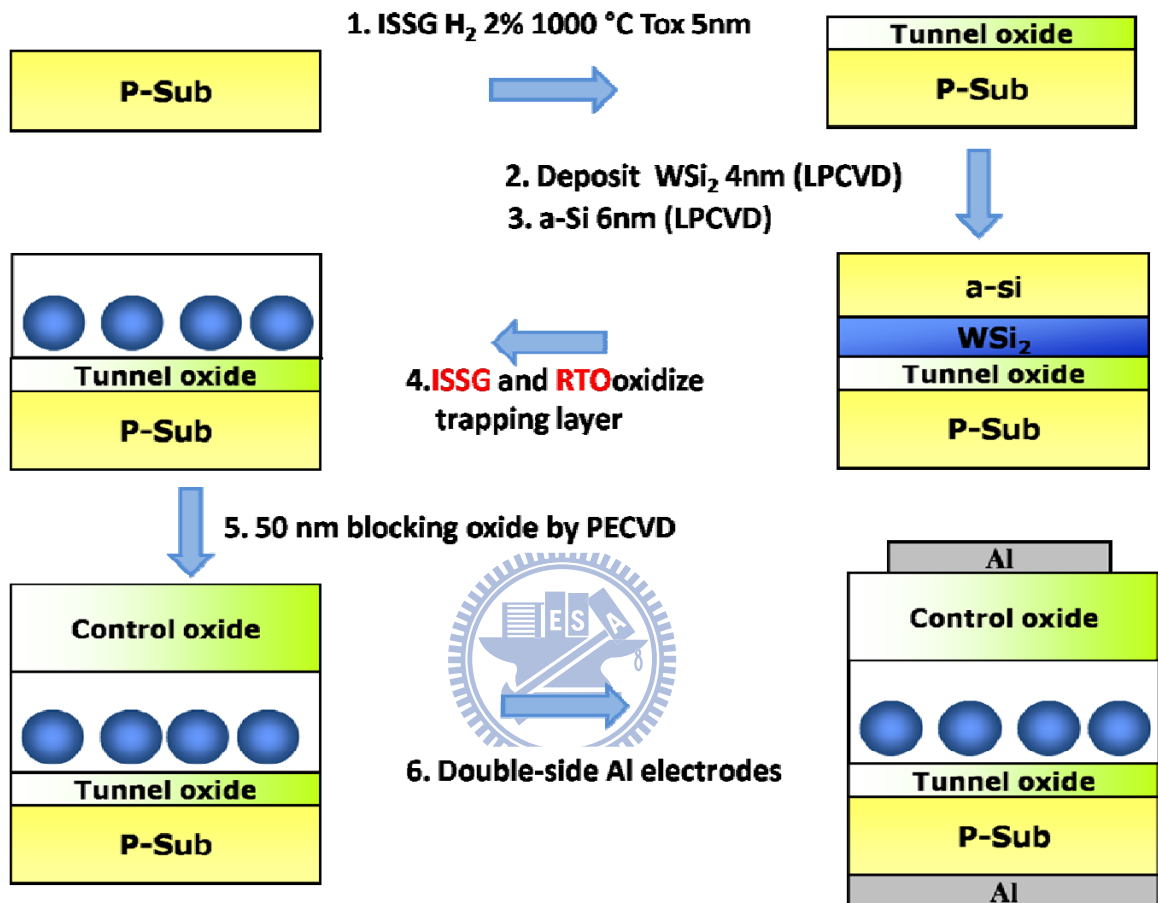 1. ISSG H₂ 2% 1000 °C Tox 5nm
P-Sub
Tunnel oxide
P-Sub
2. Deposit WSi₂ 4nm (LPCVD)
3. a-Si 6nm (LPCVD)
a-si
WSi₂
Tunnel oxide
P-Sub
4.ISSG and RTOoxidize
trapping layer
Tunnel oxide
P-Sub
5. 50 nm blocking oxide by PECVD
Control oxide
Tunnel oxide
P-Sub
E S A
6. Double-side Al electrodes
Al
Control oxide
Tunnel oxide
P-Sub
Al